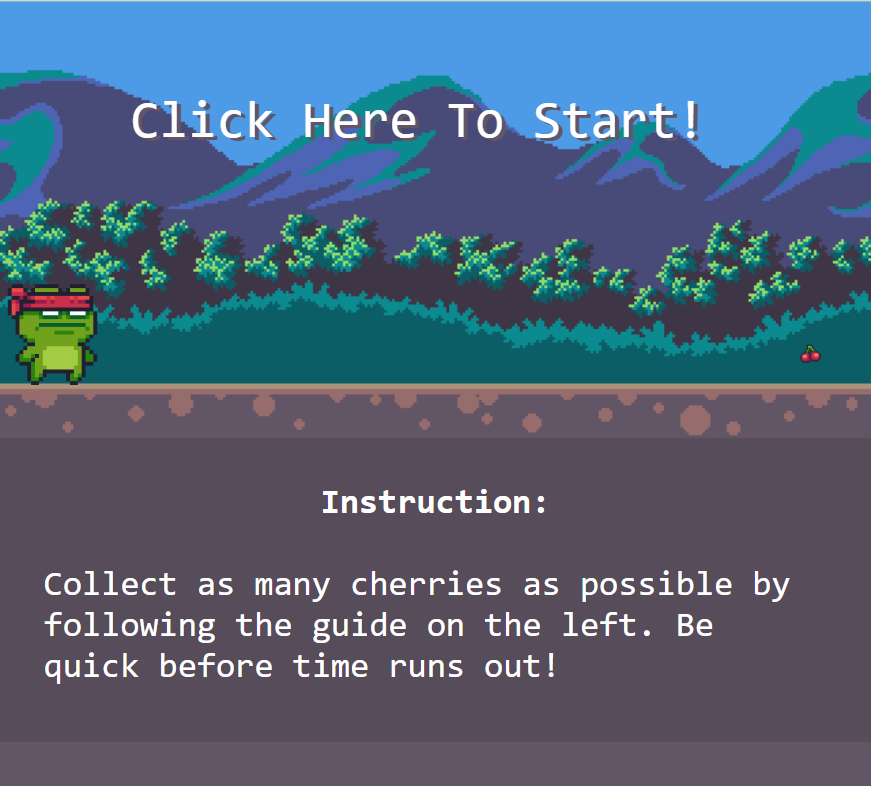 Click Here To Start!
Instruction:
Collect as many cherries as possible by
following the guide on the left. Be
quick before time runs out!